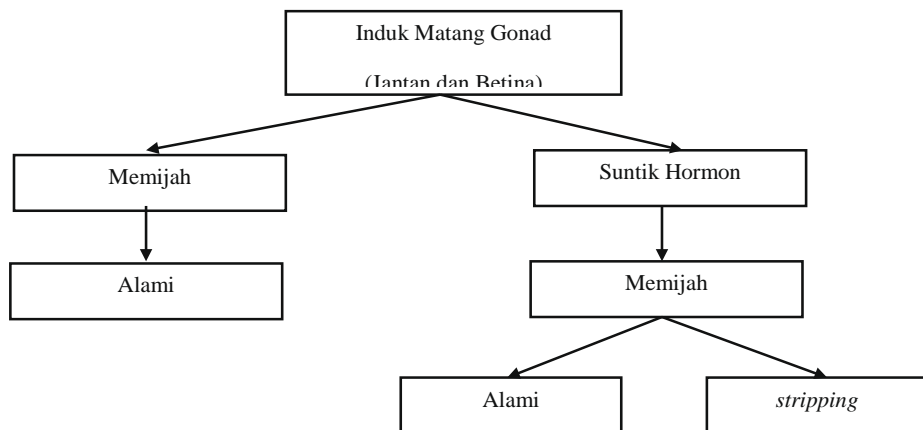 Induk Matang Gonad
(Jantan dan Betina)
Memijah
Suntik Hormon
Alami
Memijah
Alami
stripping